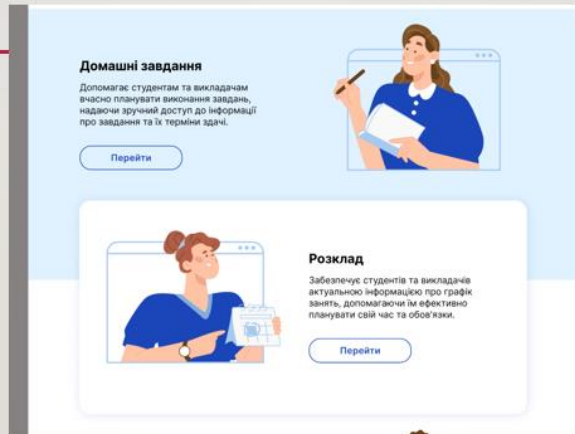 Домашні завдання
Допомагає студентам та викладачам
вчасно планувати виконання завдань,
надаючи зручний доступ до інформації
про завдання та їх терміни здачі.
Перейти
Розклад
Забезпечує студентів та викладачів
актуальною інформацією про графік
занять, допомагаючи їм ефективно
планувати свій час та обов'язки.
Перейти